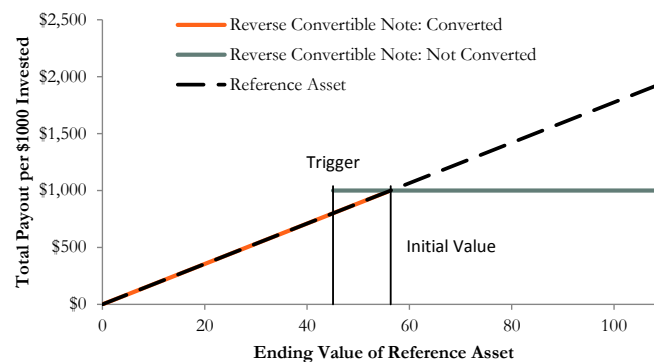 $2,500
$2,000
$1,500
$1,000
$500
$0
Total Payout per $1000 Invested
Reverse Convertible Note: Converted
Reverse Convertible Note: Not Converted
Reference Asset
Trigger
Initial Value
0 20 40 60 80 100
Ending Value of Reference Asset